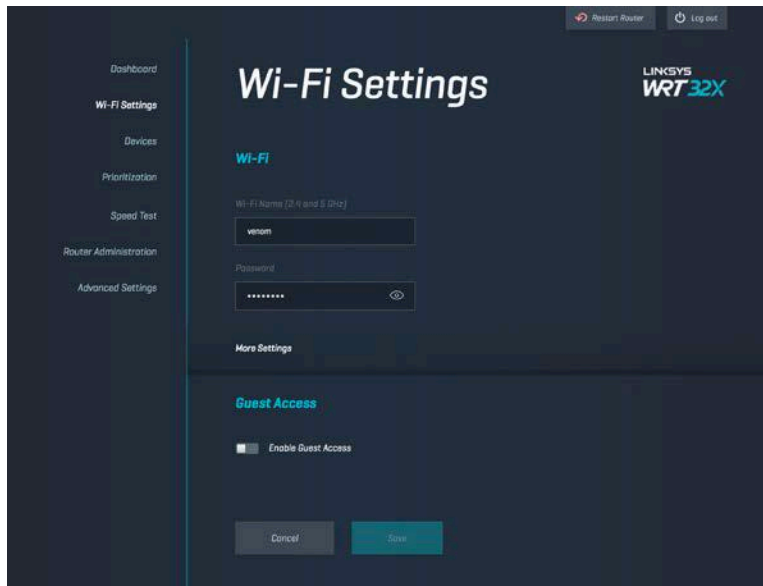 Restart Router
Log out
Dashboard
Wi-Fi Settings
Devices
Prioritization
Speed Test
Router Administration
Advanced Settings
Wi-Fi Settings
LINKSYS
WRT 32X
Wi-Fi
Wi-Fi Name (2.4 and 5 GHz)
venom
Password
••••••••
More Settings
Guest Access
Enable Guest Access
Cancel
Save